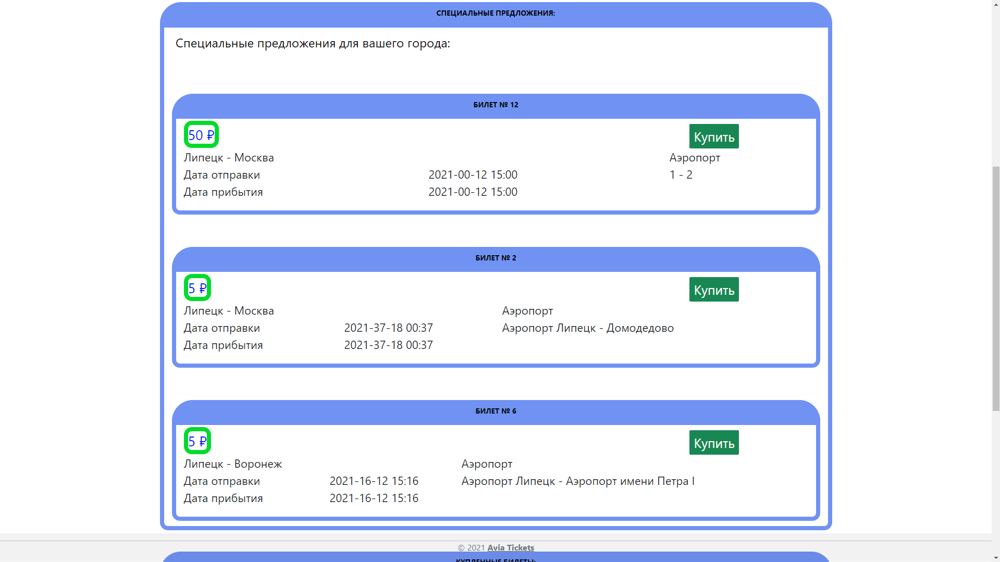 СПЕЦИАЛЬНЫЕ ПРЕДЛОЖЕНИЯ:
Специальные предложения для вашего города:
БИЛЕТ № 12
50 ₽ Купить
Липецк - Москва Аэропорт
Дата отправки 2021-00-12 15:00 1 - 2
Дата прибытия 2021-00-12 15:00
БИЛЕТ № 2
5 ₽ Купить
Липецк - Москва Аэропорт
Дата отправки 2021-37-18 00:37 Аэропорт Липецк - Домодедово
Дата прибытия 2021-37-18 00:37
БИЛЕТ № 6
5 ₽ Купить
Липецк - Воронеж Аэропорт
Дата отправки 2021-16-12 15:16 Аэропорт Липецк - Аэропорт имени Петра I
Дата прибытия 2021-16-12 15:16
© 2021 Avia Tickets
КУПЛЕННЫЕ БИЛЕТЫ: